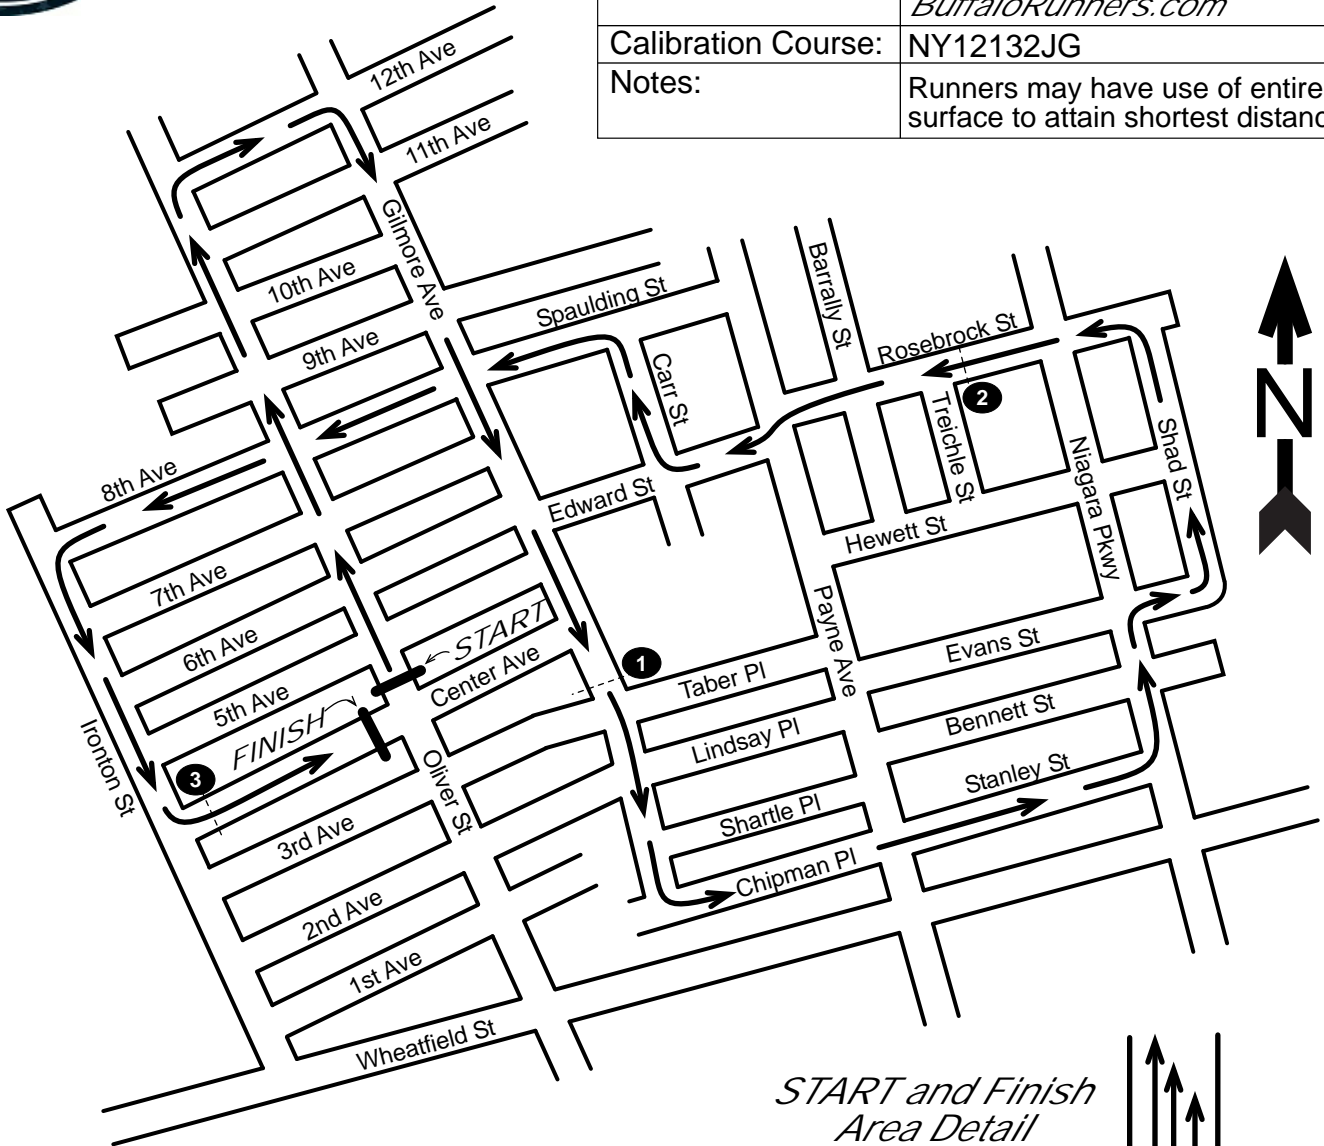 BuffaloRunners.com
Calibration Course: NY12132JG
Notes: Runners may have use of entire
surface to attain shortest distanc
12th Ave
11th Ave
Gilmore Ave
10th Ave
9th Ave
Spaulding St
Barrally St
Rosebrock St
Carr St
Treichle St
2
N
8th Ave
Shad St
Niagara Pkwy
Edward St
Hewett St
7th Ave
6th Ave
5th Ave
START
Center Ave
1
Taber Pl
Payne Ave
Evans St
Bennett St
Lindsay Pl
FINISH
Ironton St
3
Oliver St
Stanley St
Shartle Pl
3rd Ave
Chipman Pl
2nd Ave
1st Ave
Wheatfield St
START and Finish
Area Detail